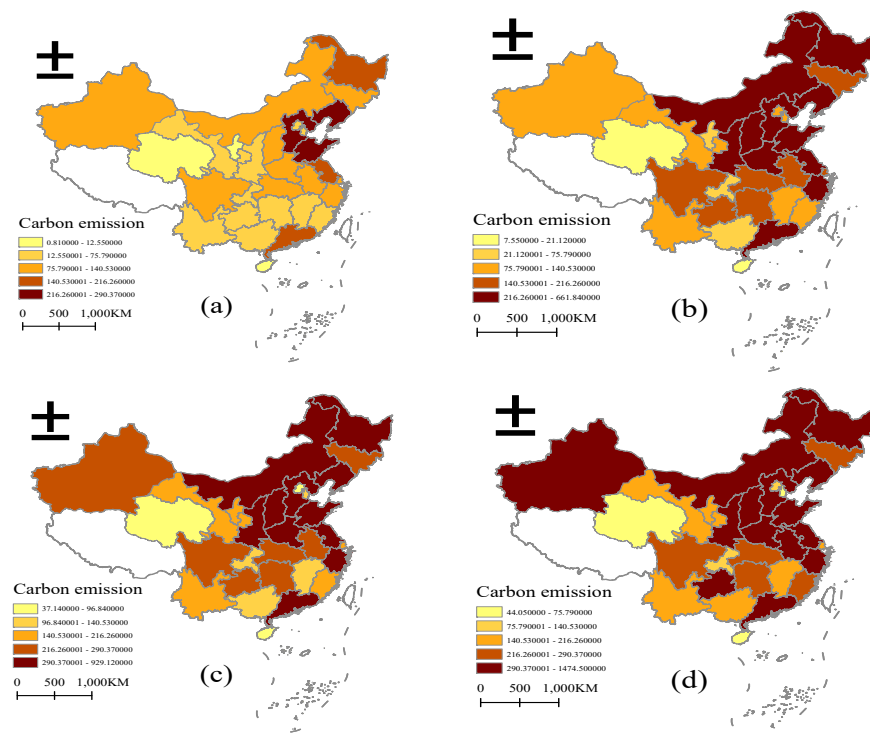 ±
Carbon emission
0.810000 - 12.550000
12.550001 - 75.790000
75.790001 - 140.530000
140.530001 - 216.260000
216.260001 - 290.370000
0 500 1,000KM
(a)
±
Carbon emission
7.550000 - 21.120000
21.120001 - 75.790000
75.790001 - 140.530000
140.530001 - 216.260000
216.260001 - 661.840000
0 500 1,000KM
(b)
±
Carbon emission
37.140000 - 96.840000
96.840001 - 140.530000
140.530001 - 216.260000
216.260001 - 290.370000
290.370001 - 929.120000
0 500 1,000KM
(c)
±
Carbon emission
44.050000 - 75.790000
75.790001 - 140.530000
140.530001 - 216.260000
216.260001 - 290.370000
290.370001 - 1474.500000
0 500 1,000KM
(d)